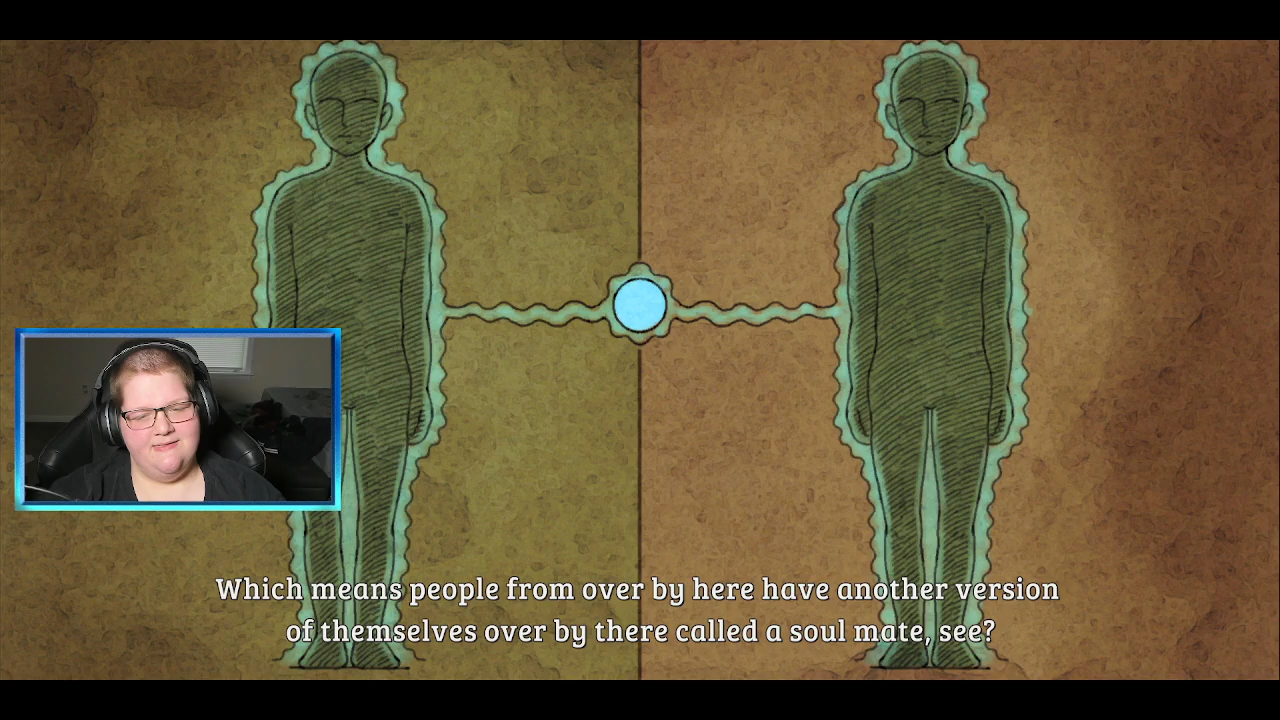 Which means people from over by here have another version
of themselves over by there called a soul mate, see?